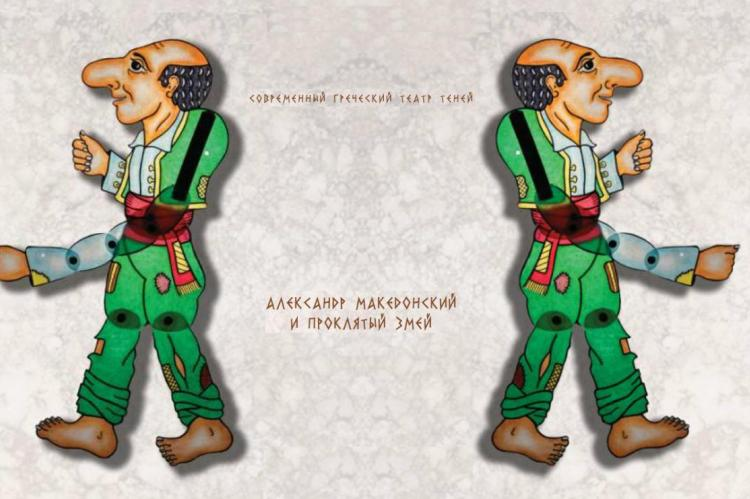 СОВРЕМЕННЫЙ ГРЕЧЕСКИЙ ТЕАТР ТЕНЕЙ
АЛЕКСАНДР МАКЕДОНСКИЙ
И ПРОКЛЯТЫЙ ЗМЕЙ